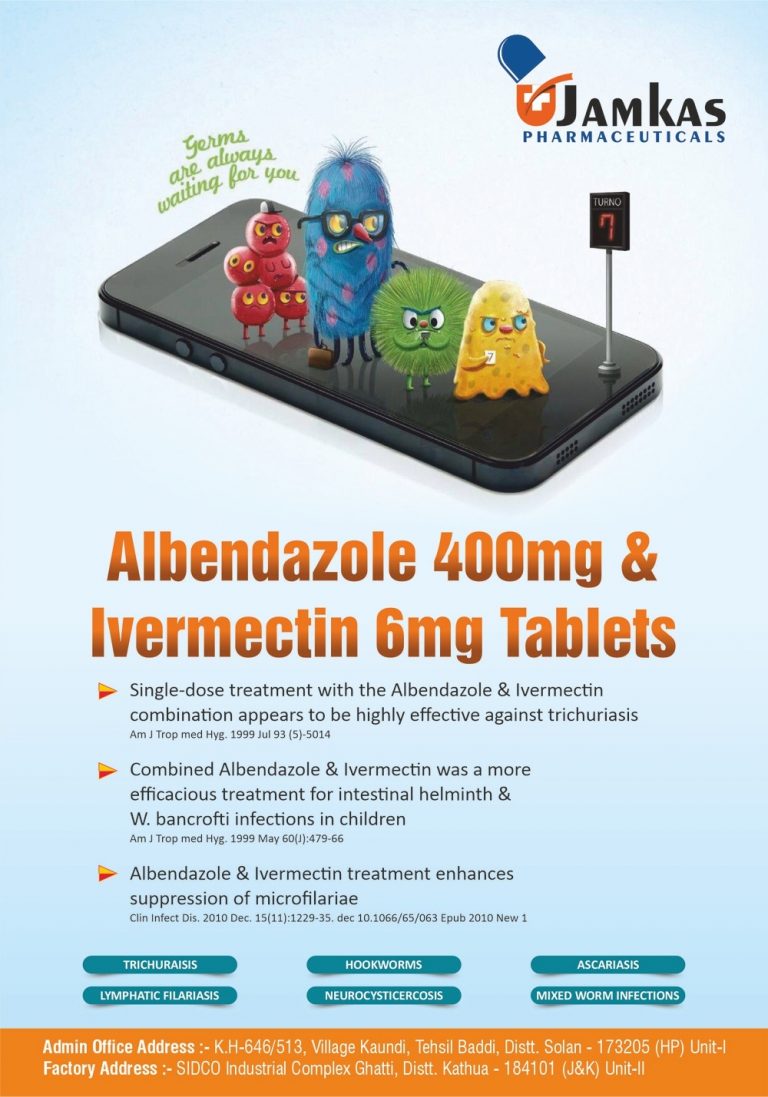 JAMKAS
PHARMACEUTICALS
Germs
are always
waiting for you
TURNO
7
7
Albendazole 400mg &
Ivermectin 6mg Tablets
Single-dose treatment with the Albendazole & Ivermectin
combination appears to be highly effective against trichuriasis
Am J Trop med Hyg. 1999 Jul 93 (5)-5014
Combined Albendazole & Ivermectin was a more
efficacious treatment for intestinal helminth &
W. bancrofti infections in children
Am J Trop med Hyg. 1999 May 60(J):479-66
Albendazole & Ivermectin treatment enhances
suppression of microfilariae
Clin Infect Dis. 2010 Dec. 15(11):1229-35. dec 10.1066/65/063 Epub 2010 New 1
TRICHURAISIS
HOOKWORMS
ASCARIASIS
LYMPHATIC FILARIASIS
NEUROCYSTICERCOSIS
MIXED WORM INFECTIONS
Admin Office Address :- K.H-646/513, Village Kaundi, Tehsil Baddi, Distt. Solan - 173205 (HP) Unit-I
Factory Address :- SIDCO Industrial Complex Ghatti, Distt. Kathua - 184101 (J&K) Unit-II